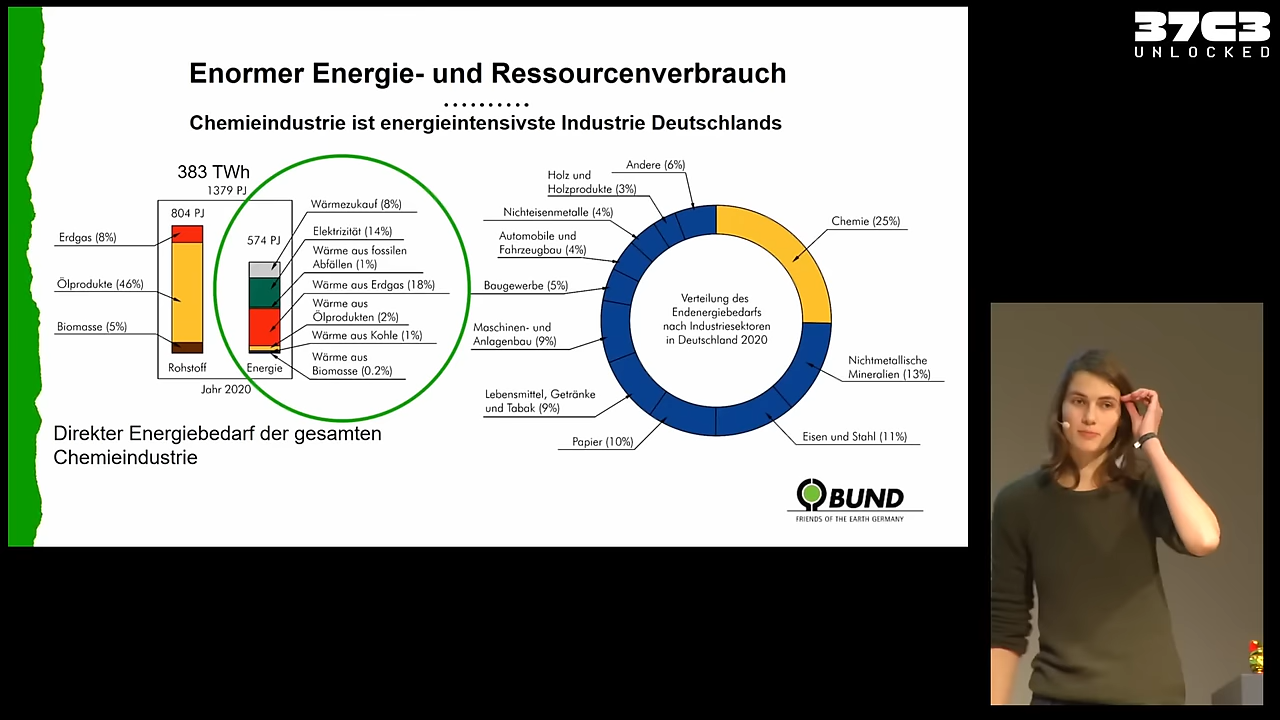 37C3
UNLOCKED
Enormer Energie- und Ressourcenverbrauch
Chemieindustrie ist energieintensivste Industrie Deutschlands
383 TWh
1379 PJ
804 PJ
574 PJ
Erdgas (8%)
Ölprodukte (46%)
Biomasse (5%)
Rohstoff
Energie
Jahr 2020
Wärmezukauf (8%)
Elektrizität (14%)
Wärme aus fossilen
Abfällen (1%)
Wärme aus Erdgas (18%)
Wärme aus
Ölprodukten (2%)
Wärme aus Kohle (1%)
Wärme aus
Biomasse (0.2%)
Direkter Energiebedarf der gesamten
Chemieindustrie
Andere (6%)
Holz und
Holzprodukte (3%)
Nichteisenmetalle (4%)
Automobile und
Fahrzeugbau (4%)
Baugewerbe (5%)
Maschinen- und
Anlagenbau (9%)
Lebensmittel, Getränke
und Tabak (9%)
Papier (10%)
Eisen und Stahl (11%)
Nichtmetallische
Mineralien (13%)
Chemie (25%)
Verteilung des
Endenergiebedarfs
nach Industriesektoren
in Deutschland 2020
BUND
FRIENDS OF THE EARTH GERMANY